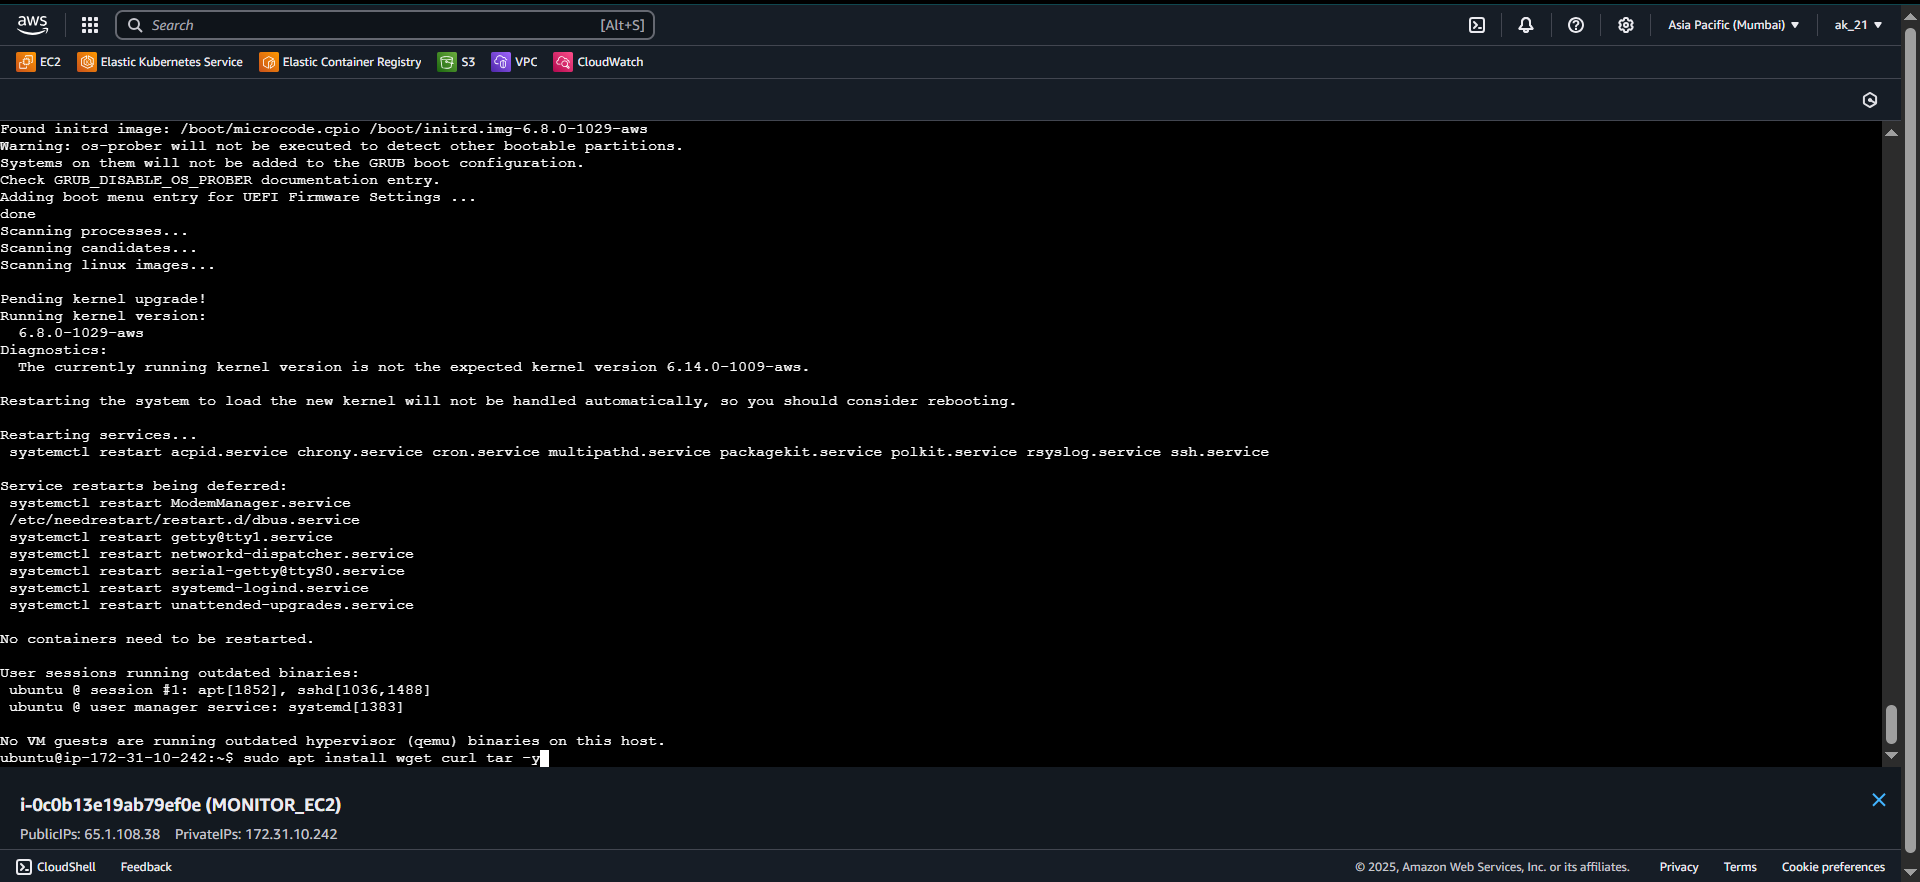 aws
Search [Alt+S]
Asia Pacific (Mumbai) ▼
ak_21 ▼
EC2
Elastic Kubernetes Service
Elastic Container Registry
S3
VPC
CloudWatch
Found initrd image: /boot/microcode.cpio /boot/initrd.img-6.8.0-1029-aws
Warning: os-prober will not be executed to detect other bootable partitions.
Systems on them will not be added to the GRUB boot configuration.
Check GRUB_DISABLE_OS_PROBER documentation entry.
Adding boot menu entry for UEFI Firmware Settings ...
done
Scanning processes...
Scanning candidates...
Scanning linux images...
Pending kernel upgrade!
Running kernel version:
6.8.0-1029-aws
Diagnostics:
The currently running kernel version is not the expected kernel version 6.14.0-1009-aws.
Restarting the system to load the new kernel will not be handled automatically, so you should consider rebooting.
Restarting services...
systemctl restart acpid.service chrony.service cron.service multipathd.service packagekit.service polkit.service rsyslog.service ssh.service
Service restarts being deferred:
systemctl restart ModemManager.service
/etc/needrestart/restart.d/dbus.service
systemctl restart getty@tty1.service
systemctl restart networkd-dispatcher.service
systemctl restart serial-getty@ttyS0.service
systemctl restart systemd-logind.service
systemctl restart unattended-upgrades.service
No containers need to be restarted.
User sessions running outdated binaries:
ubuntu @ session #1: apt[1852], sshd[1036,1488]
ubuntu @ user manager service: systemd[1383]
No VM guests are running outdated hypervisor (qemu) binaries on this host.
ubuntu@ip-172-31-10-242:~$ sudo apt install wget curl tar -y
i-0c0b13e19ab79ef0e (MONITOR_EC2)
PublicIPs: 65.1.108.38 PrivateIPs: 172.31.10.242
CloudShell
Feedback
© 2025, Amazon Web Services, Inc. or its affiliates.
Privacy
Terms
Cookie preferences